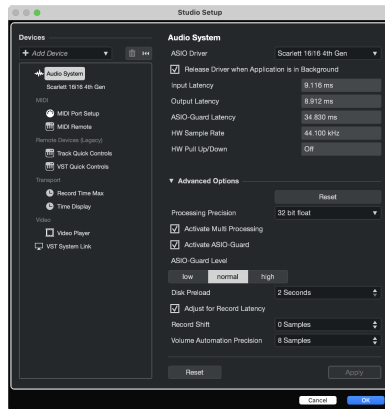 Studio Setup
Devices
+ Add Device
Audio System
Scarlett 16i16 4th Gen
MIDI
MIDI Port Setup
MIDI Remote
Remote Devices (Legacy)
Track Quick Controls
VST Quick Controls
Transport
Record Time Max
Time Display
Video
Video Player
VST System Link
Audio System
ASIO Driver Scarlett 16i16 4th Gen
Release Driver when Application is in Background
Input Latency 9.116 ms
Output Latency 8.912 ms
ASIO-Guard Latency 34.830 ms
HW Sample Rate 44.100 kHz
HW Pull Up/Down Off
Advanced Options
Reset
Processing Precision 32 bit float
Activate Multi Processing
Activate ASIO-Guard
ASIO-Guard Level
low normal high
Disk Preload 2 Seconds
Adjust for Record Latency
Record Shift 0 Samples
Volume Automation Precision 8 Samples
Reset Apply
Cancel OK